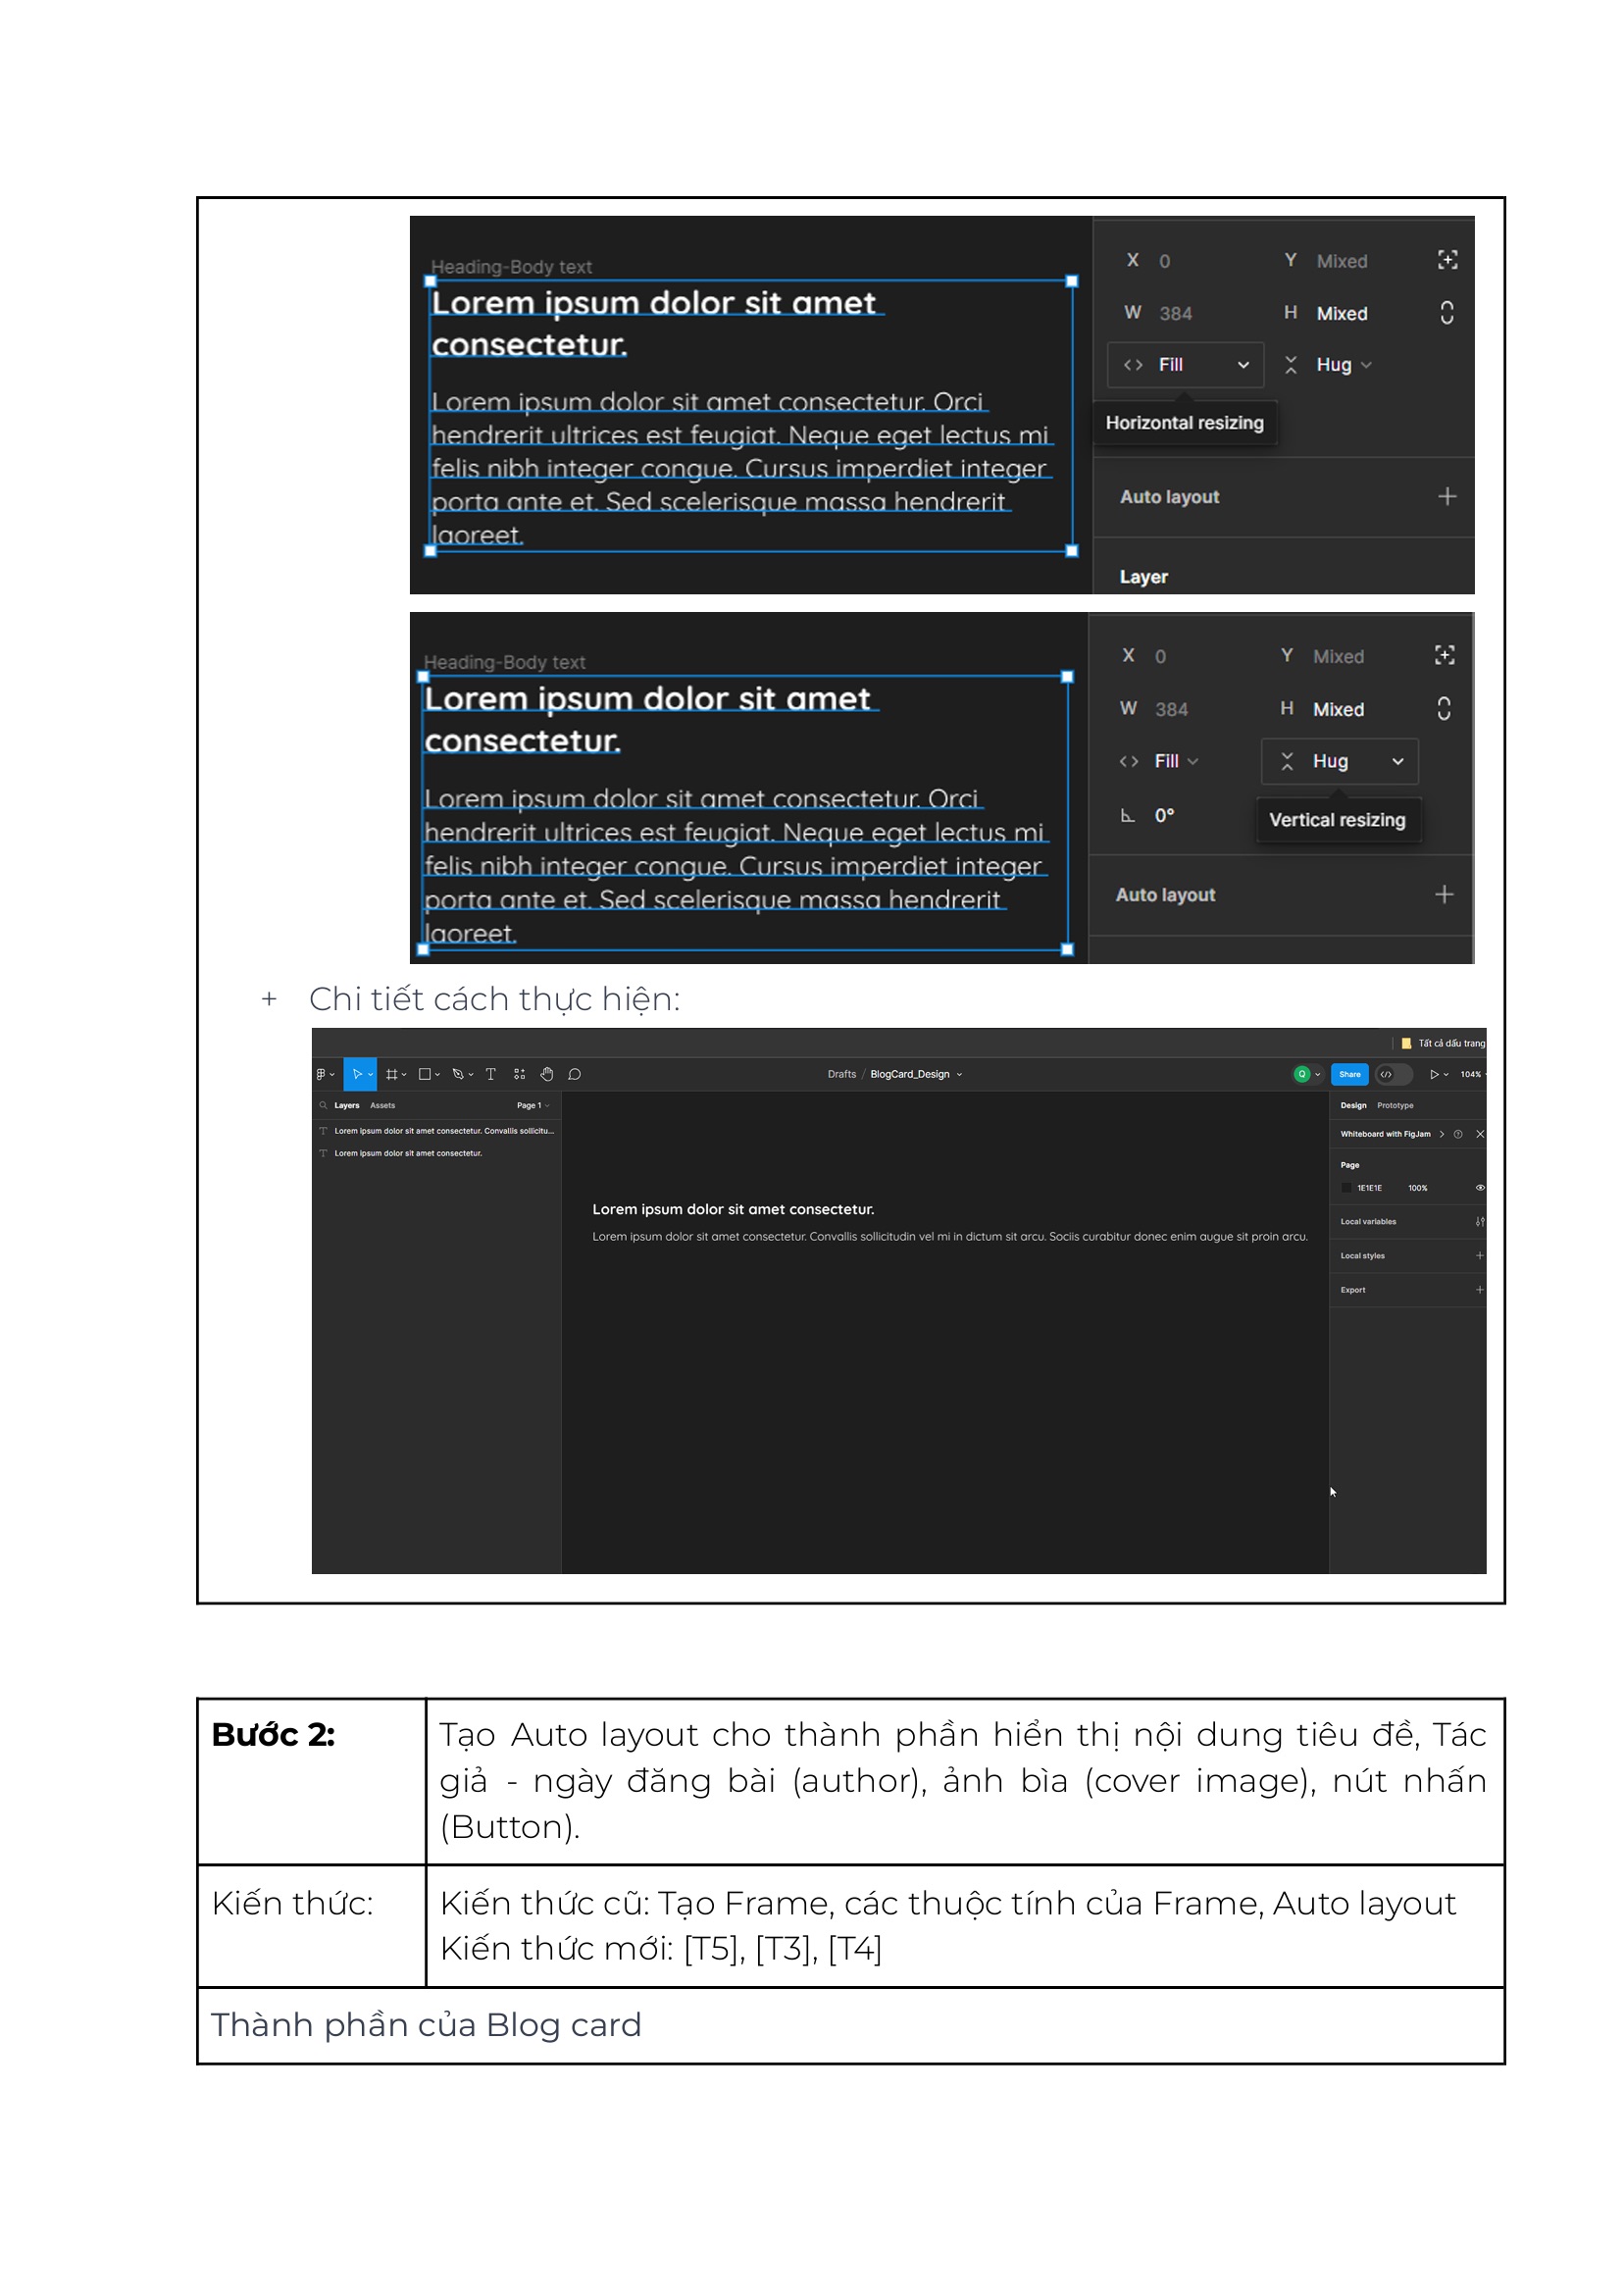 Heading-Body text
Lorem ipsum dolor sit amet
consectetur.
Lorem ipsum dolor sit amet consectetur. Orci
hendrerit ultrices est feugiat. Neque eget lectus mi
felis nibh integer congue. Cursus imperdiet integer
porta ante et. Sed scelerisque massa hendrerit
laoreet.
X 0 Y Mixed
W 384 H Mixed
Fill Hug
Horizontal resizing
Auto layout
Layer
Heading-Body text
Lorem ipsum dolor sit amet
consectetur.
Lorem ipsum dolor sit amet consectetur. Orci
hendrerit ultrices est feugiat. Neque eget lectus mi
felis nibh integer congue. Cursus imperdiet integer
porta ante et. Sed scelerisque massa hendrerit
laoreet.
X 0 Y Mixed
W 384 H Mixed
Fill Hug
0°
Vertical resizing
Auto layout
+ Chi tiết cách thực hiện:
Tất cả dấu trang
Drafts / BlogCard_Design
Q Share 104%
Layers Assets Page 1
Lorem ipsum dolor sit amet consectetur. Convallis sollicitu...
Lorem ipsum dolor sit amet consectetur.
Lorem ipsum dolor sit amet consectetur.
Lorem ipsum dolor sit amet consectetur. Convallis sollicitudin vel mi in dictum sit arcu. Sociis curabitur donec enim augue sit proin arcu.
Design Prototype
Whiteboard with FigJam
Page
1E1E1E 100%
Local variables
Local styles
Export
Bước 2:
Tạo Auto layout cho thành phần hiển thị nội dung tiêu đề, Tác
giả - ngày đăng bài (author), ảnh bìa (cover image), nút nhấn
(Button).
Kiến thức:
Kiến thức cũ: Tạo Frame, các thuộc tính của Frame, Auto layout
Kiến thức mới: [T5], [T3], [T4]
Thành phần của Blog card